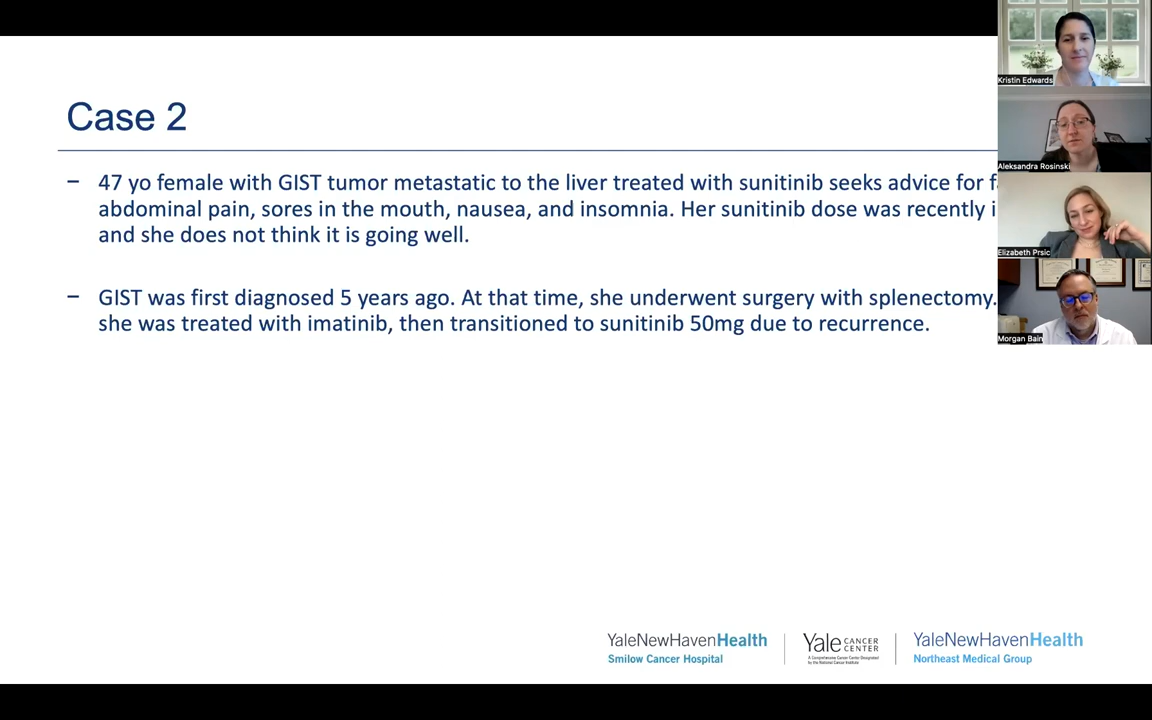 Case 2
– 47 yo female with GIST tumor metastatic to the liver treated with sunitinib seeks advice for
abdominal pain, sores in the mouth, nausea, and insomnia. Her sunitinib dose was recently
and she does not think it is going well.
– GIST was first diagnosed 5 years ago. At that time, she underwent surgery with splenectomy.
she was treated with imatinib, then transitioned to sunitinib 50mg due to recurrence.
Kristin Edwards
Aleksandra Rosinski
Elizabeth Prsic
Morgan Bain
YaleNewHavenHealth
Smilow Cancer Hospital
Yale CANCER CENTER
A Comprehensive Cancer Center Designated
by the National Cancer Institute
YaleNewHavenHealth
Northeast Medical Group